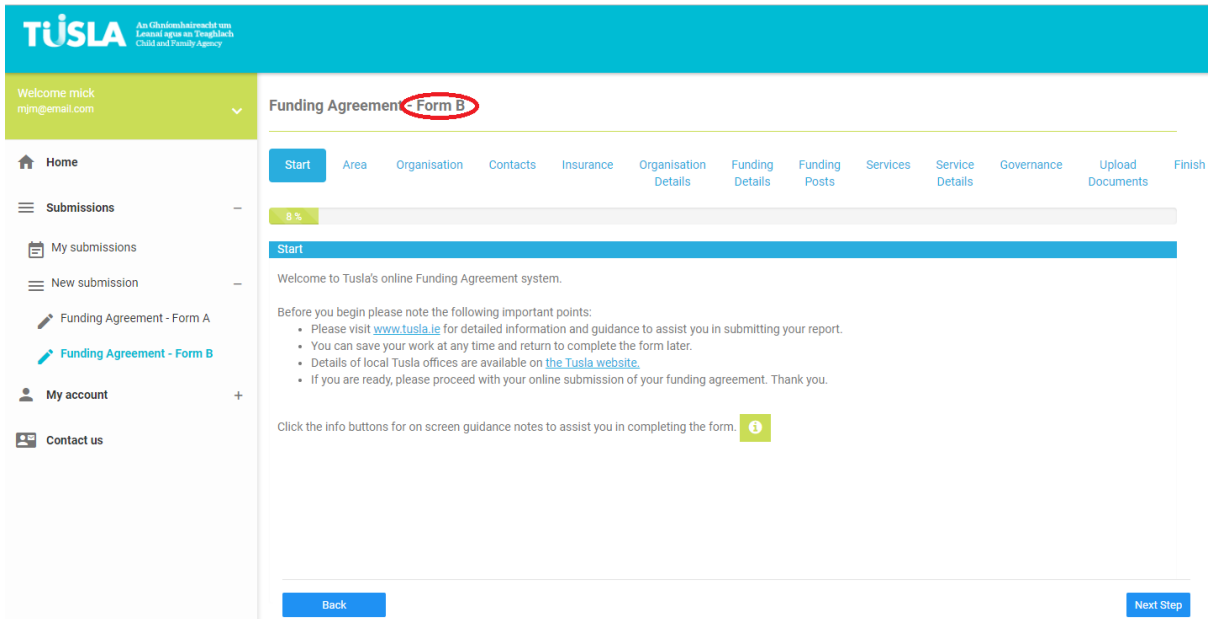 TUSLA
An Ghníomhaireacht um
Leanaí agus an Teaghlach
Child and Family Agency
Welcome mick
mjm@email.com
Home
Submissions
My submissions
New submission
Funding Agreement - Form A
Funding Agreement - Form B
My account
Contact us
Funding Agreement - Form B
Start
Area
Organisation
Contacts
Insurance
Organisation
Details
Funding
Details
Funding
Posts
Services
Service
Details
Governance
Upload
Documents
Finish
8 %
Start
Welcome to Tusla's online Funding Agreement system.
Before you begin please note the following important points:
• Please visit www.tusla.ie for detailed information and guidance to assist you in submitting your report.
• You can save your work at any time and return to complete the form later.
• Details of local Tusla offices are available on the Tusla website.
• If you are ready, please proceed with your online submission of your funding agreement. Thank you.
Click the info buttons for on screen guidance notes to assist you in completing the form.
Back
Next Step